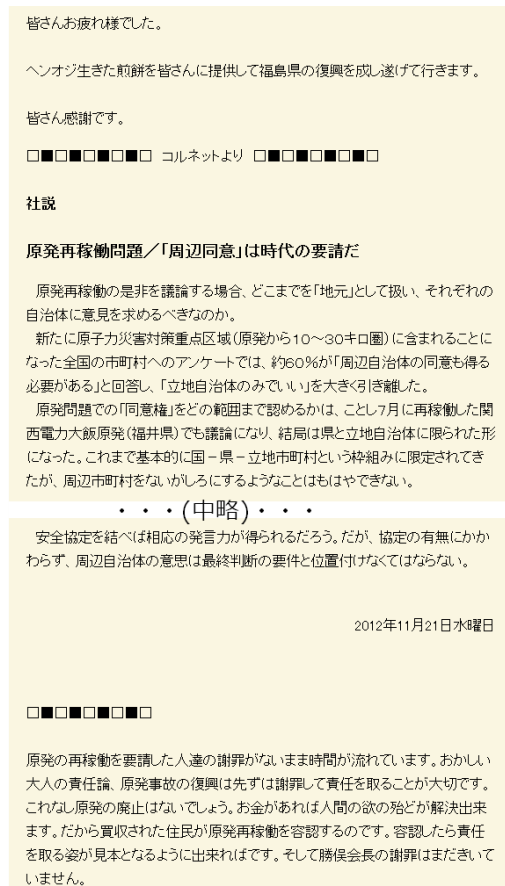 皆さんお疲れ様でした。
ヘンオジ生きた煎餅を皆さんに提供して福島県の復興を成し遂げて行きます。
皆さん感謝です。
□■□■□■□■□ コルネットより □■□■□■□■□
社説
原発再稼働問題／「周辺同意」は時代の要請だ
原発再稼働の是非を議論する場合、どこまでを「地元」として扱い、それぞれの
自治体に意見を求めるべきなのか。
新たに原子力災害対策重点区域（原発から１０～３０キロ圏）に含まれることに
なった全国の市町村へのアンケートでは、約６０％が「周辺自治体の同意も得る
必要がある」と回答し、「立地自治体のみでいい」を大きく引き離した。
原発問題での「同意権」をどの範囲まで認めるかは、ことし７月に再稼働した関
西電力大飯原発（福井県）でも議論になり、結局は県と立地自治体に限られた形
になった。これまで基本的に国－県－立地市町村という枠組みに限定されてき
たが、周辺市町村をないがしろにするようなことはもはやできない。
・・・(中略)・・・
安全協定を結べば相応の発言力が得られるだろう。だが、協定の有無にかか
わらず、周辺自治体の意思は最終判断の要件と位置付けなくてはならない。
2012年11月21日水曜日
□■□■□■□■□
原発の再稼働を要請した人達の謝罪がないまま時間が流れています。おかしい
大人の責任論、原発事故の復興は先ずは謝罪して責任を取ることが大切です。
これなし原発の廃止はないでしょう。お金があれば人間の欲の殆どが解決出来
ます。だから買収された住民が原発再稼働を容認するのです。容認したら責任
を取る姿が見本となるように出来ればです。そして勝俣会長の謝罪はまだきいて
いません。